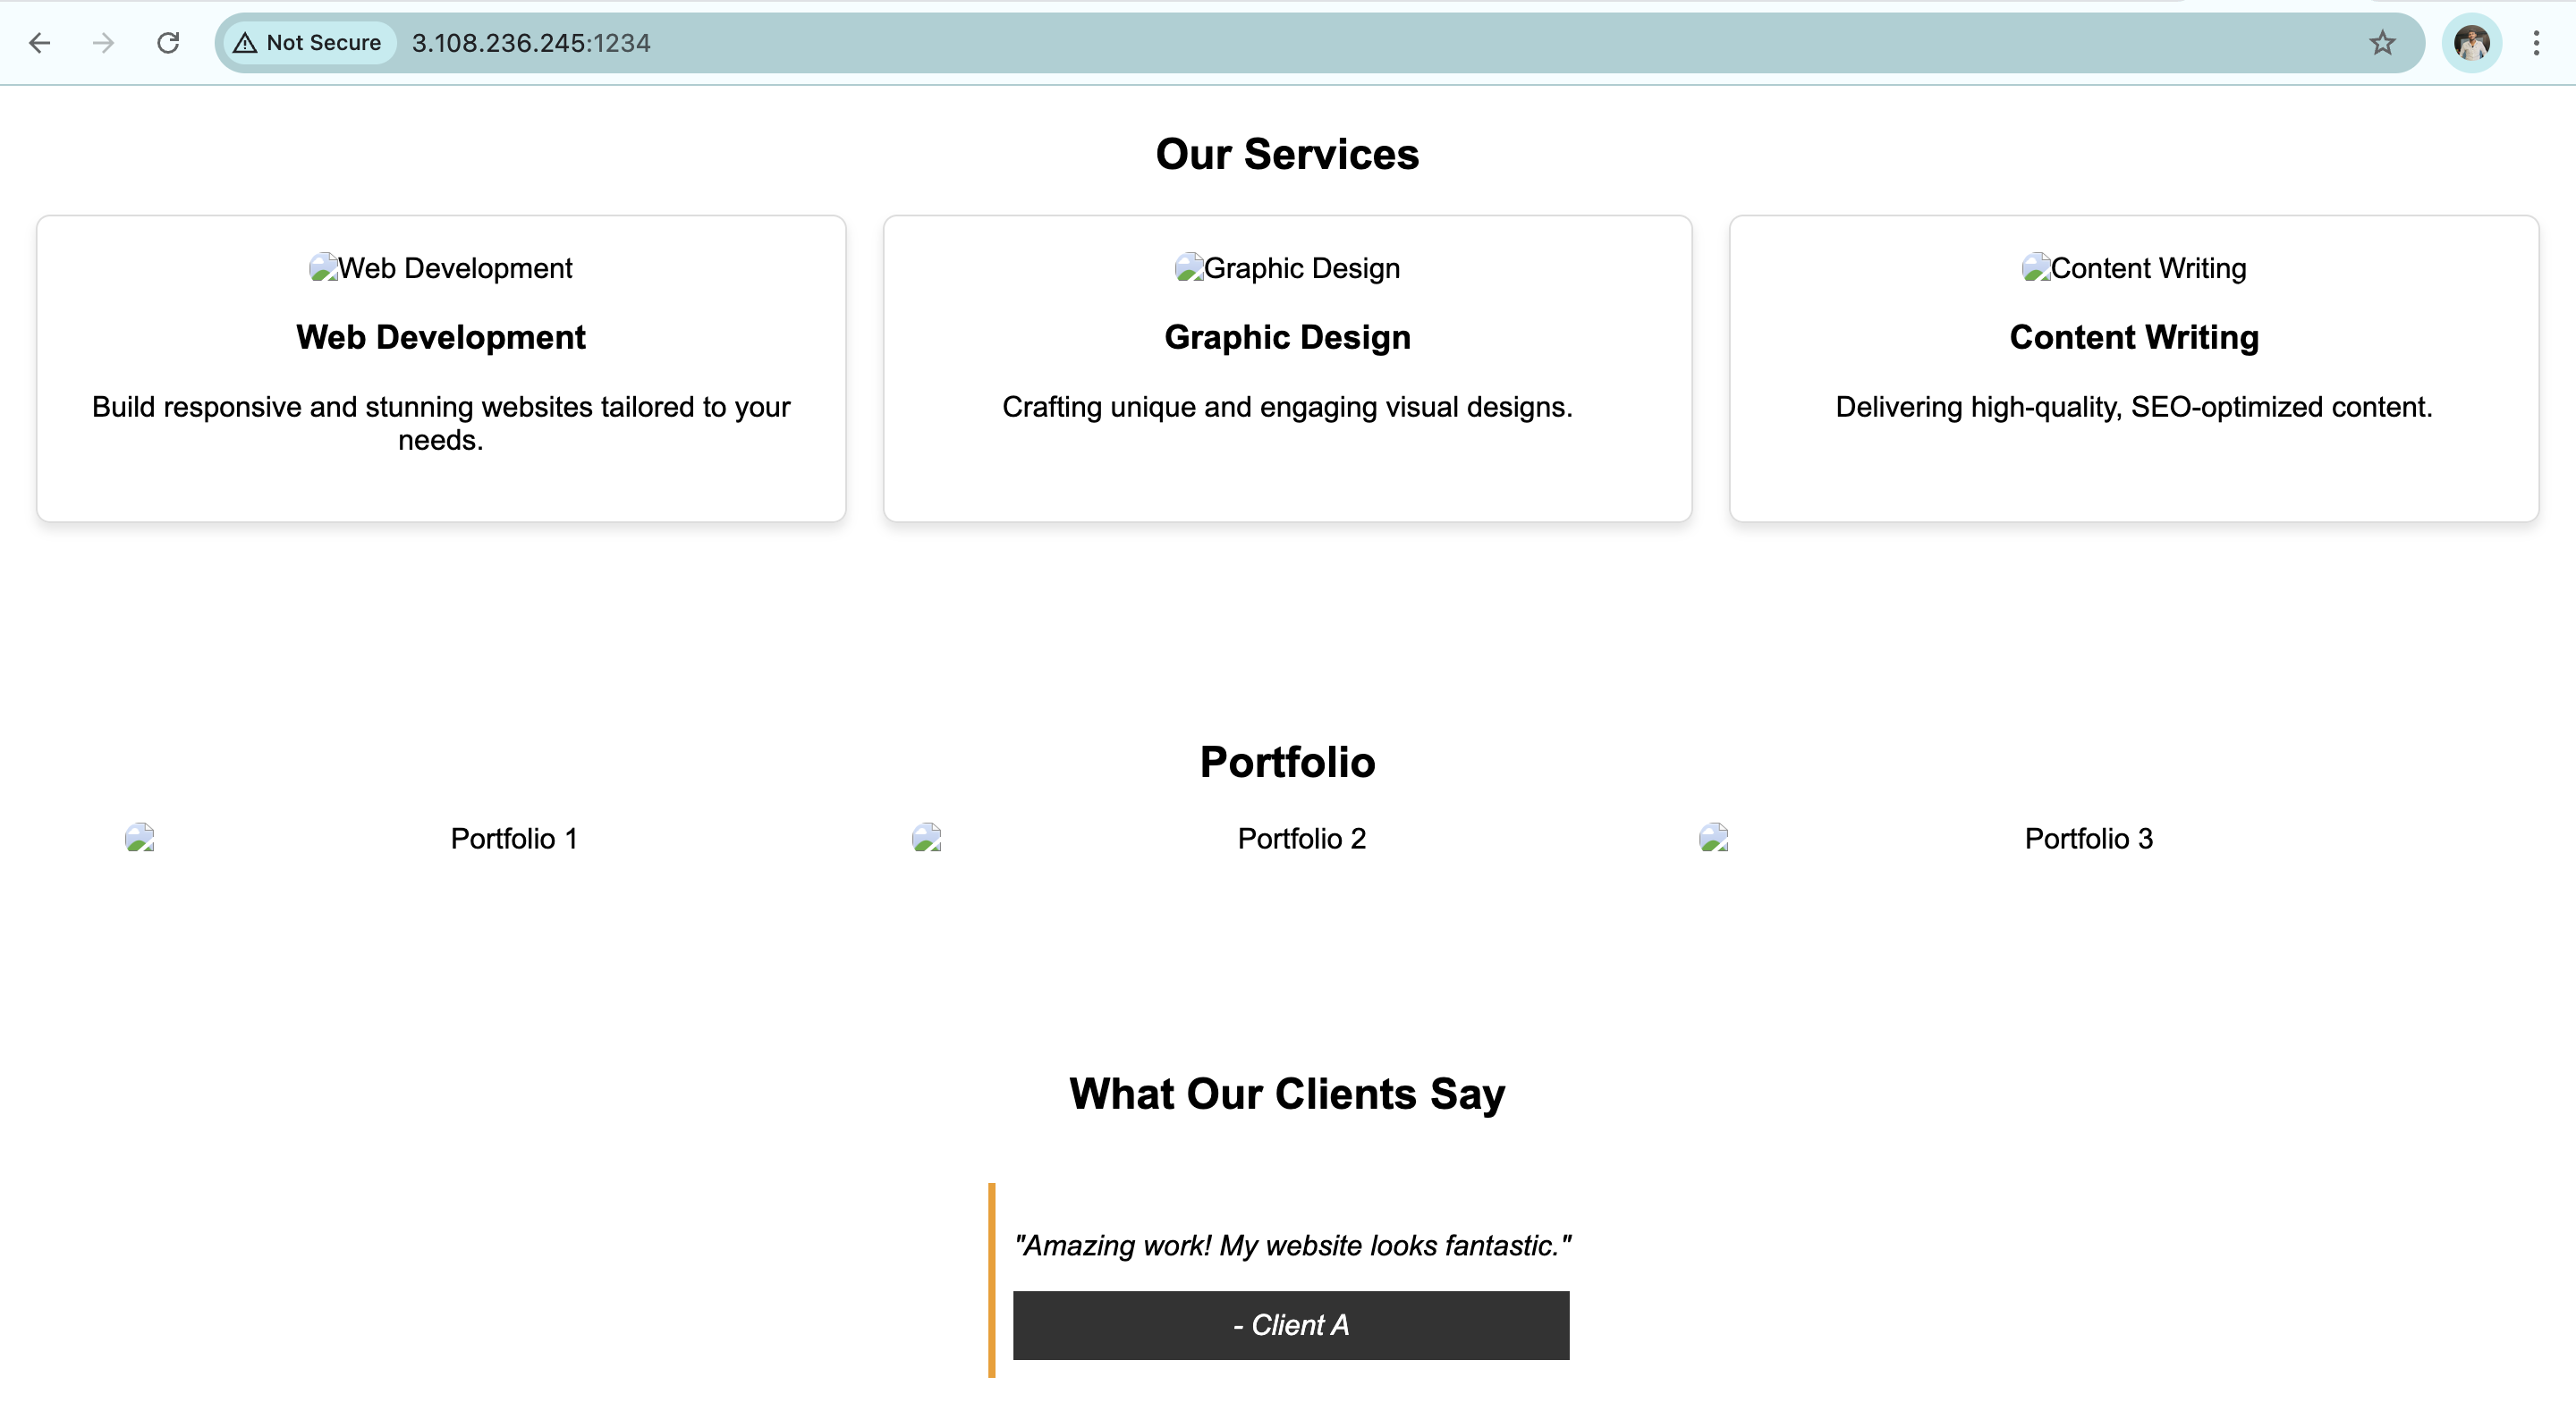 Not Secure 3.108.236.245:1234
Our Services
Web Development
Graphic Design
Content Writing
Web Development
Graphic Design
Content Writing
Build responsive and stunning websites tailored to your
needs.
Crafting unique and engaging visual designs.
Delivering high-quality, SEO-optimized content.
Portfolio
Portfolio 1
Portfolio 2
Portfolio 3
What Our Clients Say
"Amazing work! My website looks fantastic."
- Client A